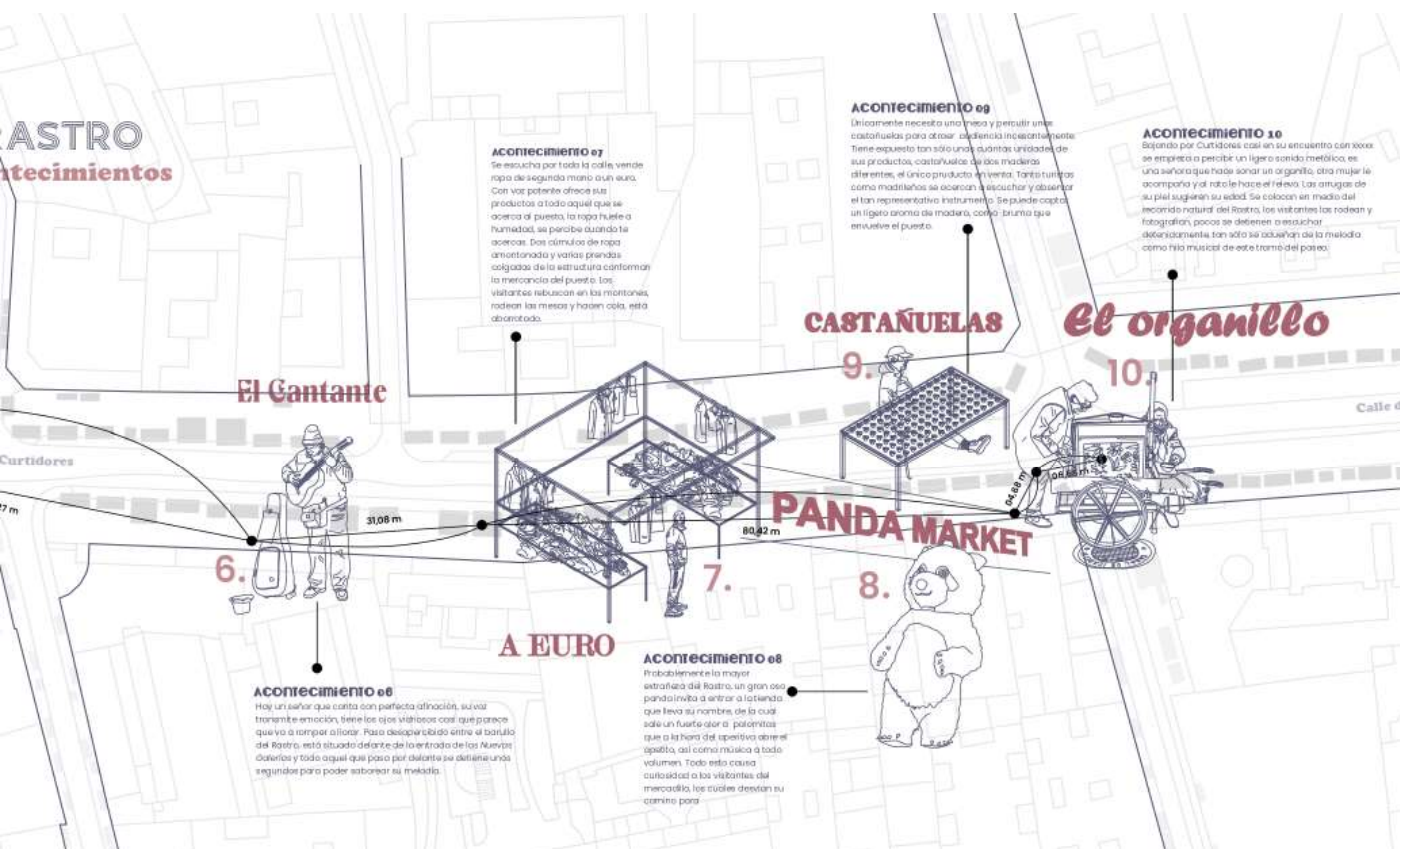 RASTRO
ntecimientos
Acontecimiento 07
Se escucha por toda la calle, vende
ropa de segunda mano a un euro.
Con voz potente ofrece sus
productos a todo aquel que se
acerca al puesto, la ropa huele a
humedad, se percibe cuando te
acercas. Dos cúmulos de ropa
amontonada y varias prendas
colgadas de la estructura conforman
la mercancía del puesto. Los
visitantes rebuscan en los montones,
rodean las mesas y hacen cola, está
abarrotado.
Acontecimiento 09
Únicamente necesita una mesa y percutir unas
castañuelas para atraer audiencia incesantemente.
Tiene expuesto tan sólo unas cuantas unidades de
sus productos, castañuelas de dos maderas
diferentes, el único pruducto en venta. Tanto turistas
como madrileños se acercan a escuchar y observar
el tan representativo instrumento. Se puede captar
un ligero aroma de madera, como bruma que
envuelve el puesto.
Acontecimiento 10
Bajando por Curtidores casi en su encuentro con xxxxx
se empieza a percibir un ligero sonido metálico, es
una señora que hace sonar un organillo, otra mujer le
acompaña y al rato le hace el relevo. Las arrugas de
su piel sugieren su edad. Se colocan en medio del
recorrido natural del Rastro, los visitantes las rodean y
fotografían, pocos se detienen a escuchar
detenidamente, tan sólo se adueñan de la melodía
como hilo musical de este tramo del paseo.
CASTAÑUELAS
9.
El organillo
10.
El Cantante
Calle d
Curtidores
27 m
31,08 m
80,42 m
04,68 m
PANDA MARKET
6.
7.
8.
A EURO
Acontecimiento 06
Hay un señor que canta con perfecta afinación, su voz
transmite emoción, tiene los ojos vidriosos casi que parece
que va a romper a llorar. Pasa desapercibido entre el barullo
del Rastro, está situado delante de la entrada de las Nuevas
Galerías y todo aquel que pasa por delante se detiene unos
segundos para poder saborear su melodía.
Acontecimiento 08
Probablemente la mayor
extrañeza del Rastro, un gran oso
panda invita a entrar a la tienda
que lleva su nombre, de la cual
sale un fuerte olor a palomitas
que a la hora del aperitivo abre el
apetito, así como música a todo
volumen. Todo esto causa
curiosidad a los visitantes del
mercadillo, los cuales desvían su
camino para